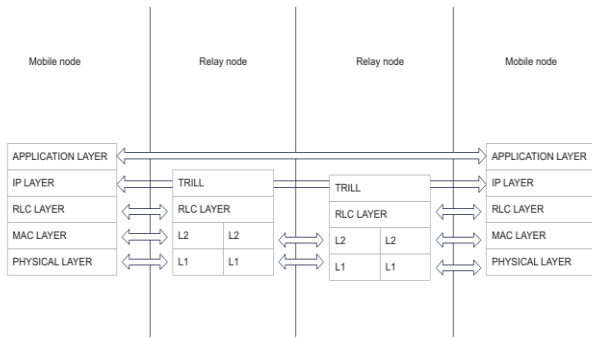 Mobile node
Relay node
Relay node
Mobile node
APPLICATION LAYER
IP LAYER
RLC LAYER
MAC LAYER
PHYSICAL LAYER
TRILL
RLC LAYER
L2 L2
L1 L1
TRILL
RLC LAYER
L2 L2
L1 L1
APPLICATION LAYER
IP LAYER
RLC LAYER
MAC LAYER
PHYSICAL LAYER